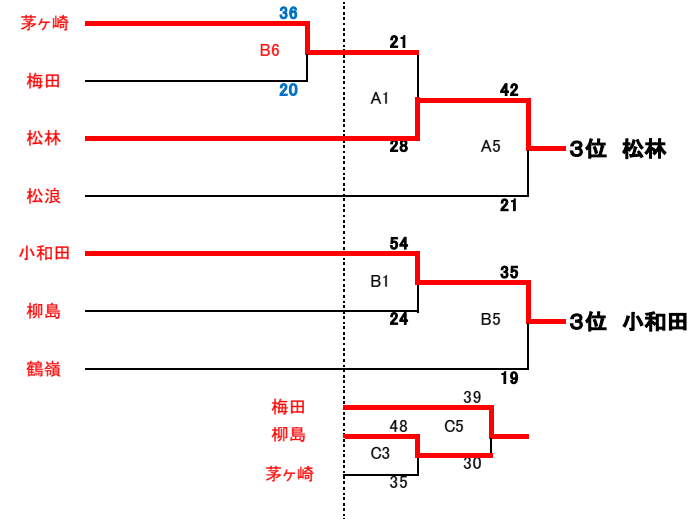 茅ヶ崎
36
B6
21
梅田
20
A1
42
松林
28
A5
3位 松林
松浪
21
小和田
54
B1
35
柳島
24
B5
3位 小和田
鶴嶺
19
梅田
39
柳島
48
C5
C3
30
茅ヶ崎
35